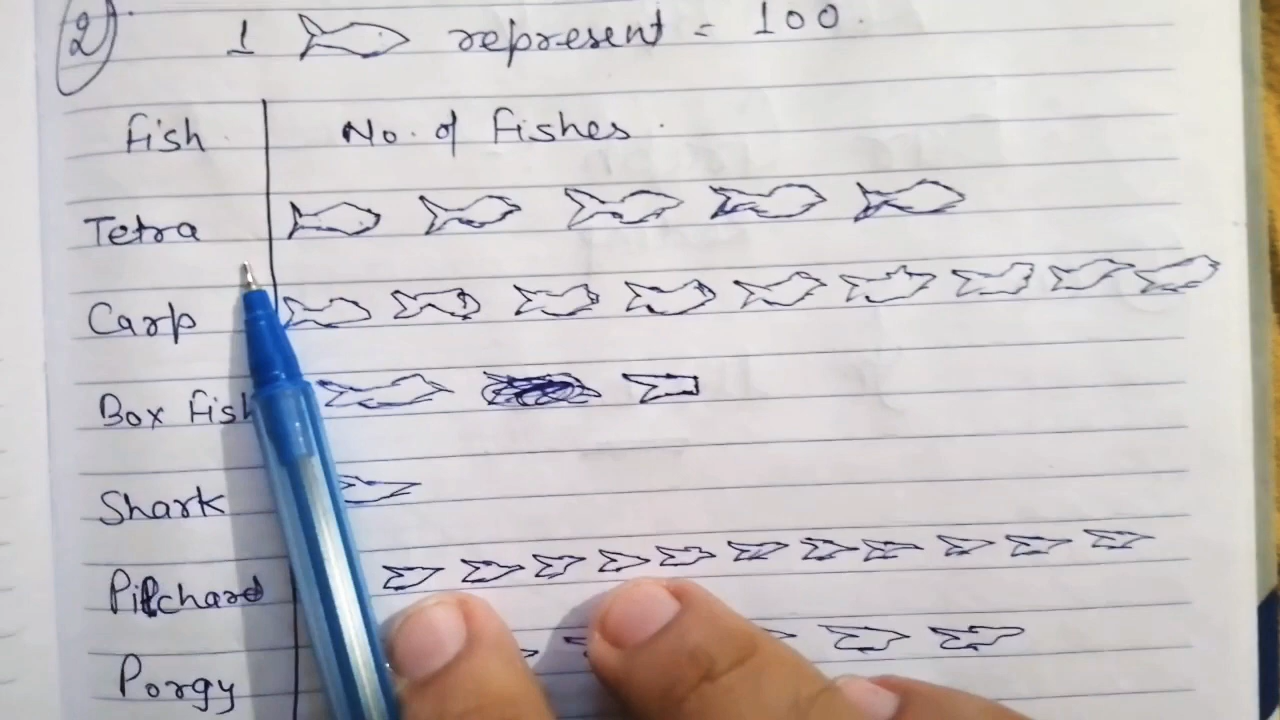 2
1 represent = 100.
Fish No. of Fishes.
Tetra
Carp
Box Fish
Shark
Pilchard
Porgy